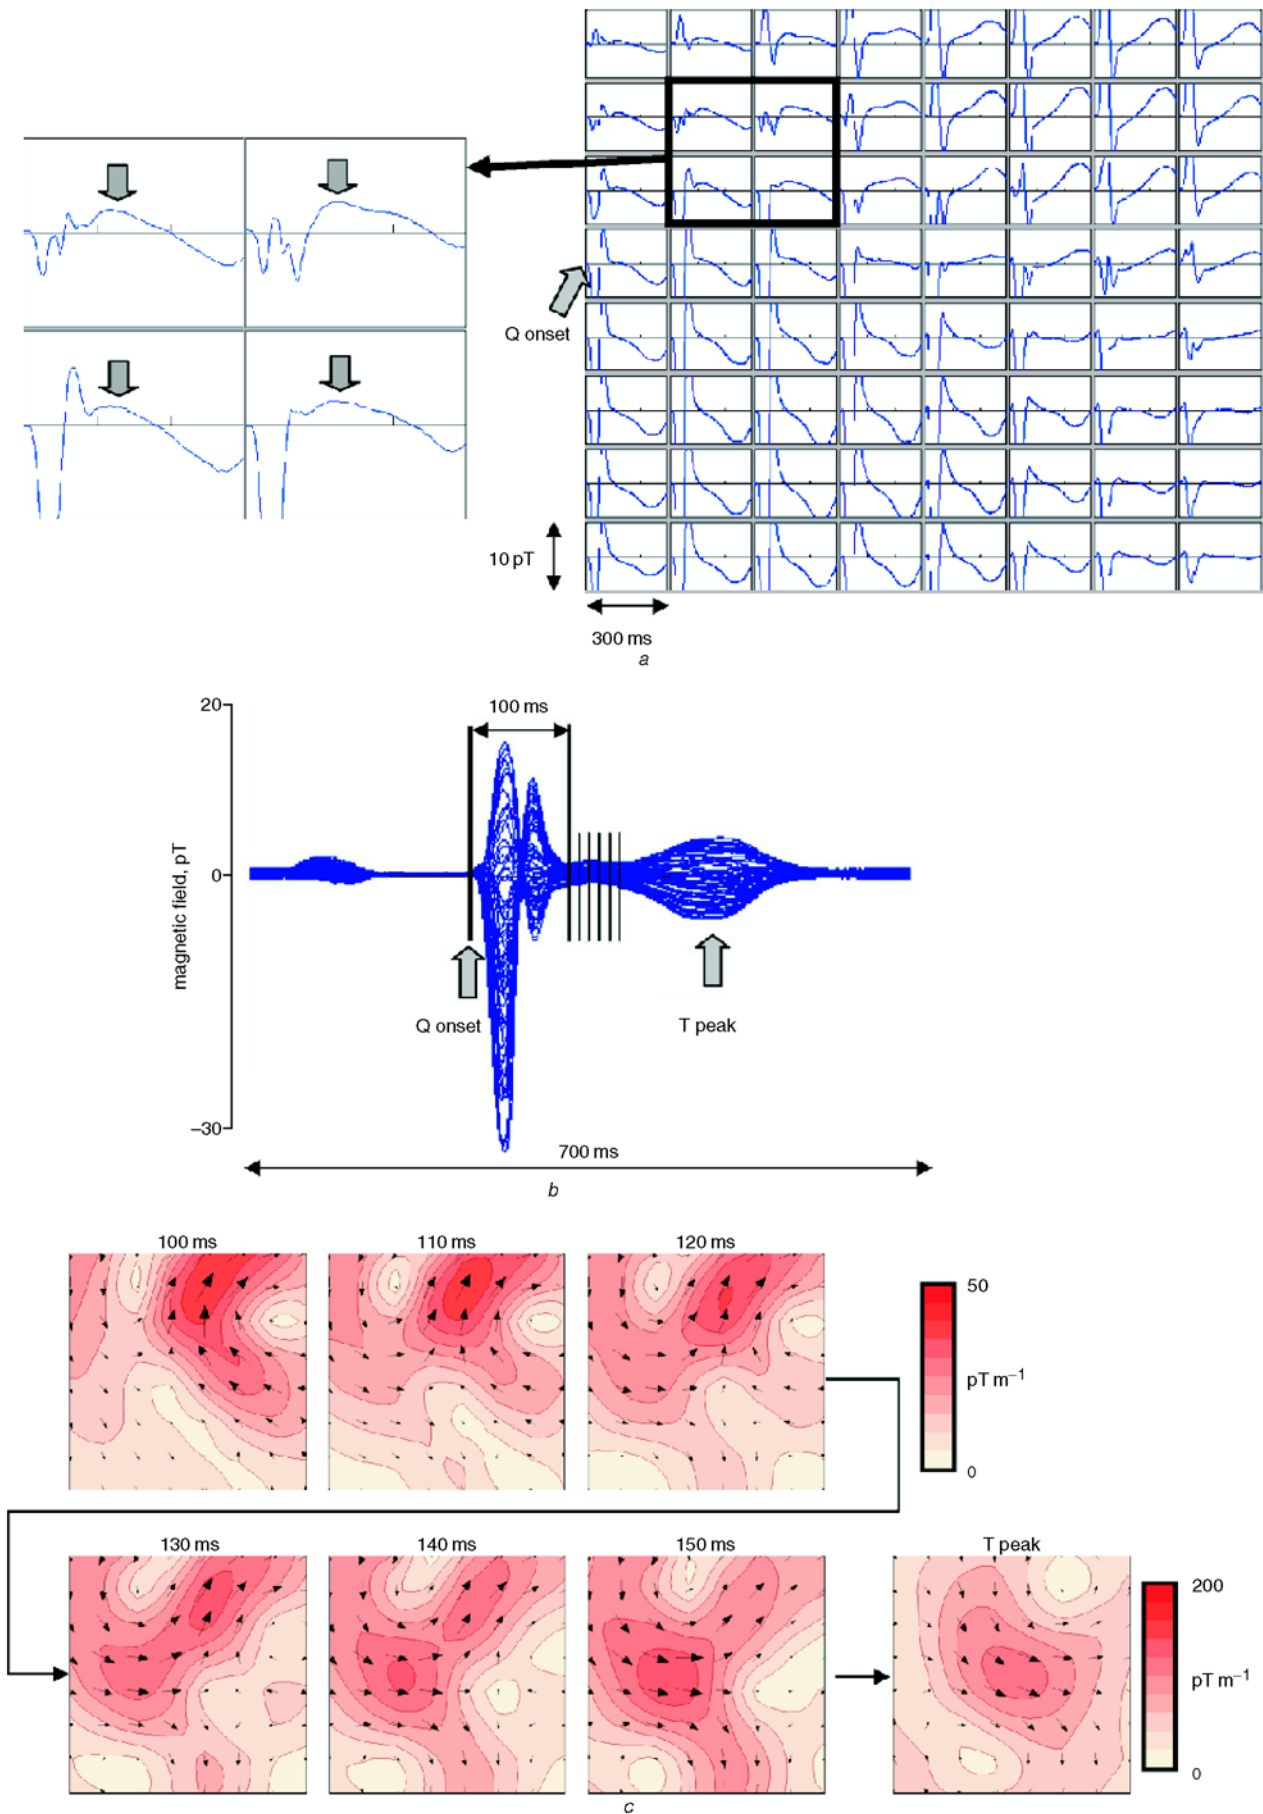 Q onset
10 pT
300 ms
a
20
100 ms
0
magnetic field, pT
Q onset
T peak
–30
700 ms
b
100 ms
110 ms
120 ms
50
pT m–1
0
130 ms
140 ms
150 ms
T peak
200
pT m–1
0
c